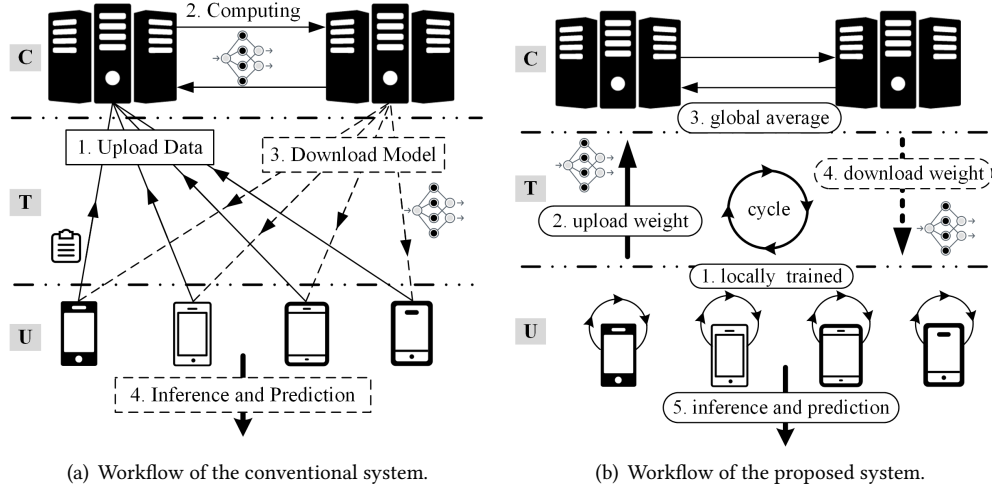 2. Computing
C
1. Upload Data
3. Download Model
T
U
4. Inference and Prediction
(a) Workflow of the conventional system.
C
3. global average
4. download weight
T
2. upload weight
cycle
1. locally trained
U
5. inference and prediction
(b) Workflow of the proposed system.